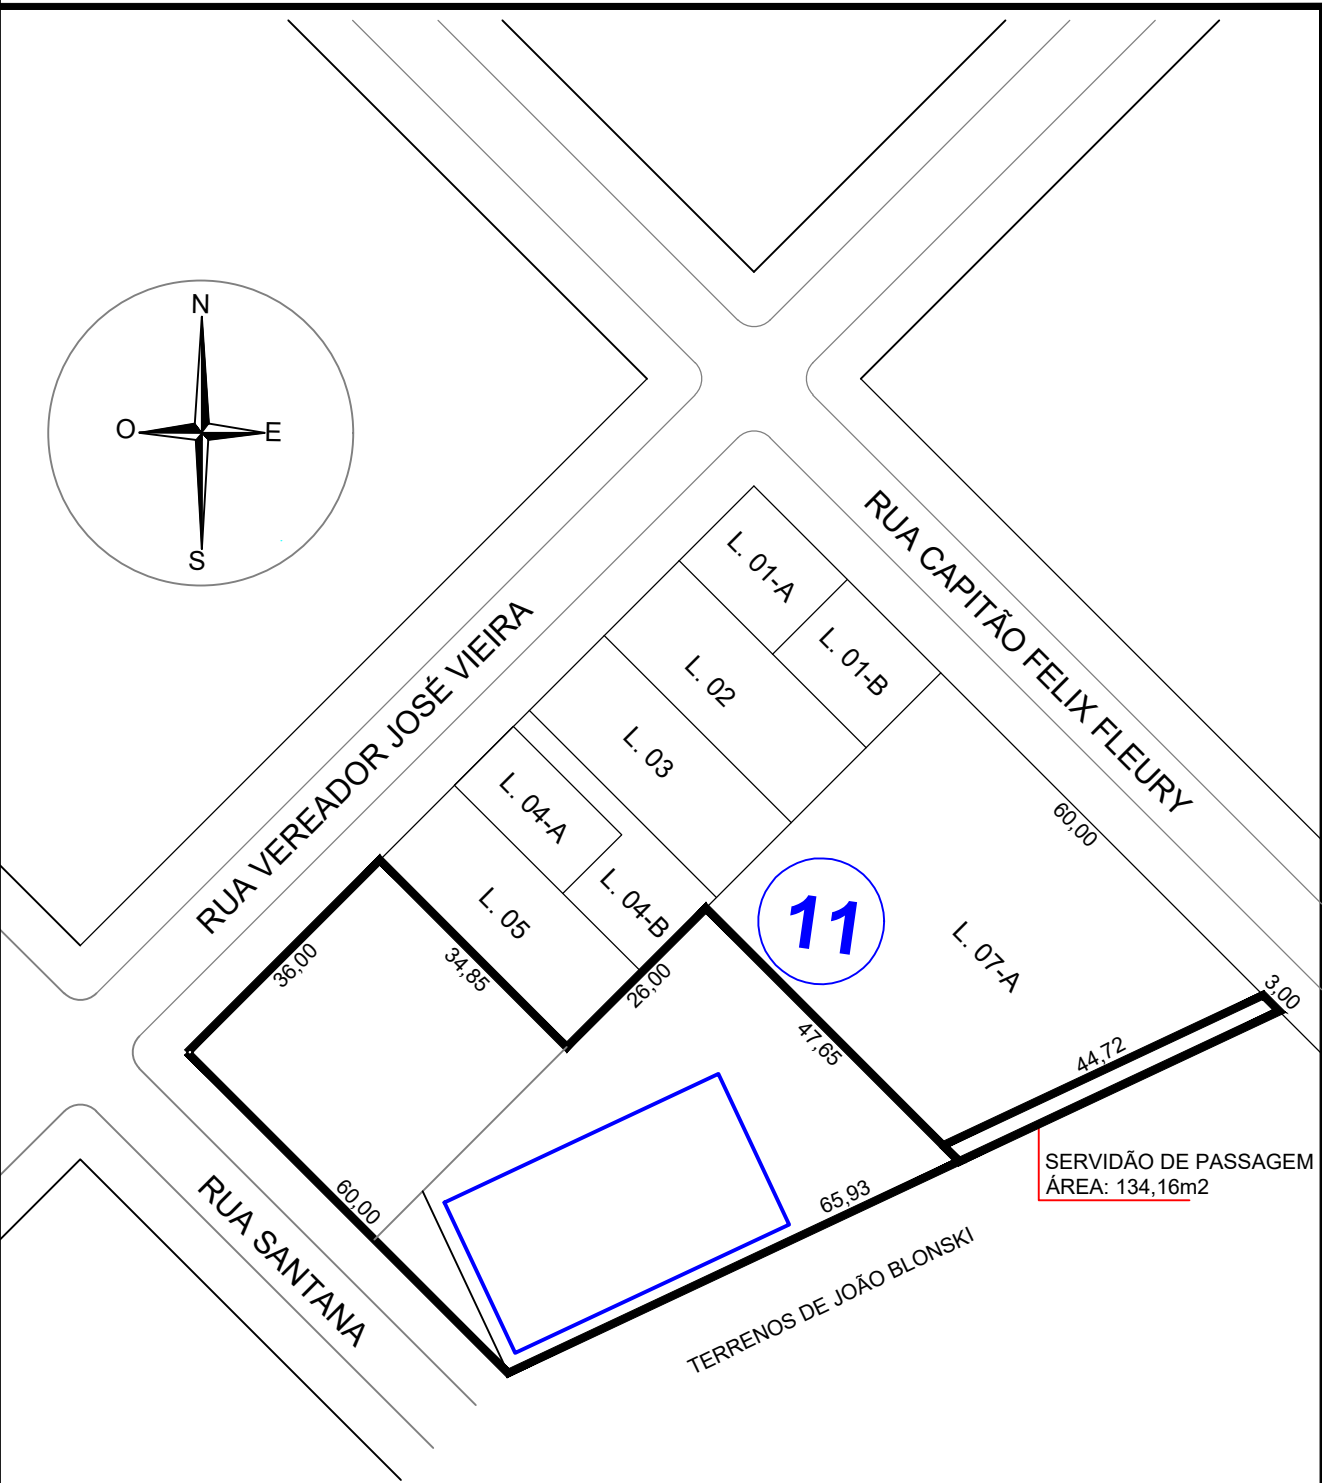 N
O
E
S
RUA VEREADOR JOSÉ VIEIRA
RUA CAPITÃO FELIX FLEURY
L. 01-A
L. 01-B
L. 02
L. 03
L. 04-A
L. 04-B
L. 05
60,00
11
L. 07-A
36,00
34,85
26,00
47,65
3,00
44,72
SERVIDÃO DE PASSAGEM
ÁREA: 134,16m2
60,00
65,93
RUA SANTANA
TERRENOS DE JOÃO BLONSKI